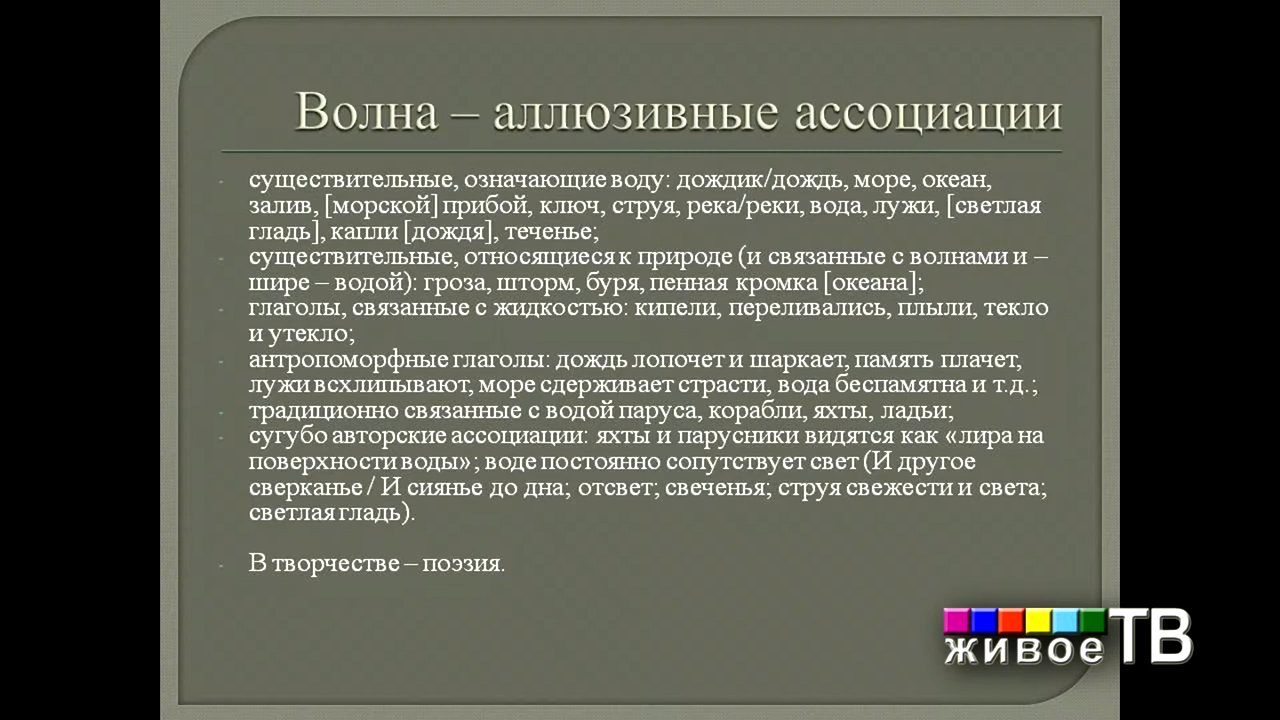 Волна – аллюзивные ассоциации
- существительные, означающие воду: дождик/дождь, море, океан,
залив, [морской] прибой, ключ, струя, река/реки, вода, лужи, [светлая
гладь], капли [дождя], теченье;
- существительные, относящиеся к природе (и связанные с волнами и –
шире – водой): гроза, шторм, буря, пенная кромка [океана];
- глаголы, связанные с жидкостью: кипели, переливались, плыли, текло
и утекло;
- антропоморфные глаголы: дождь лопочет и шаркает, память плачет,
лужи всхлипывают, море сдерживает страсти, вода беспамятна и т.д.;
- традиционно связанные с водой паруса, корабли, яхты, ладьи;
- сугубо авторские ассоциации: яхты и парусники видятся как «лира на
поверхности воды»; воде постоянно сопутствует свет (И другое
сверканье / И сиянье до дна; отсвет; свеченья; струя свежести и света;
светлая гладь).
- В творчестве – поэзия.
живое ТВ